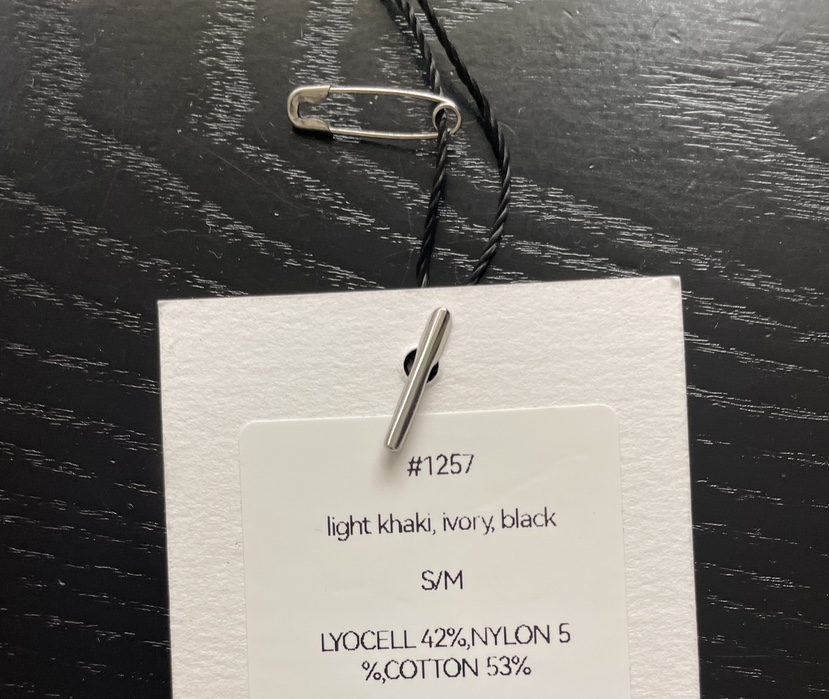 #1257
light khaki, ivory, black
S/M
LYOCELL 42%,NYLON 5
%,COTTON 53%